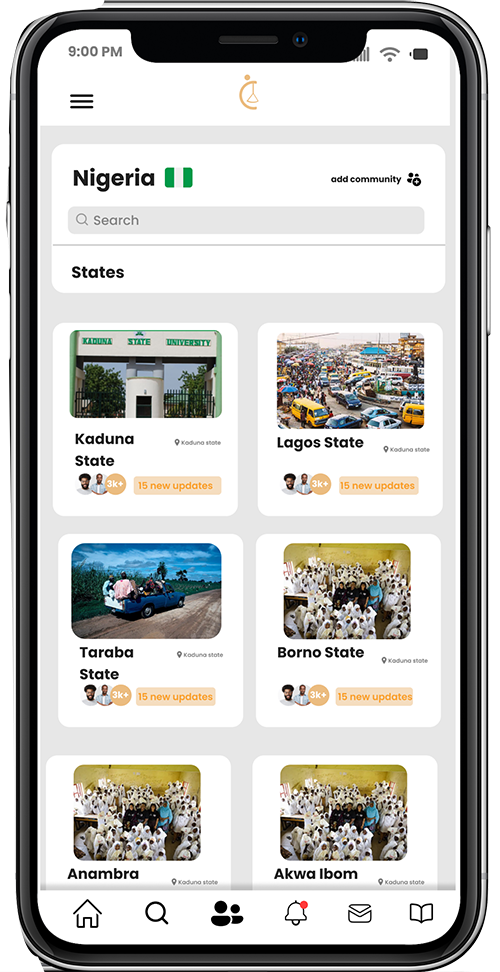 9:00 PM
Nigeria
add community
Search
States
KADUNA STATE UNIVERSITY
Kaduna
State
Kaduna state
3k+
15 new updates
Lagos State
Kaduna state
3k+
15 new updates
Taraba
State
Kaduna state
3k+
15 new updates
Borno State
Kaduna state
3k+
15 new updates
Anambra
Kaduna state
Akwa Ibom
Kaduna state